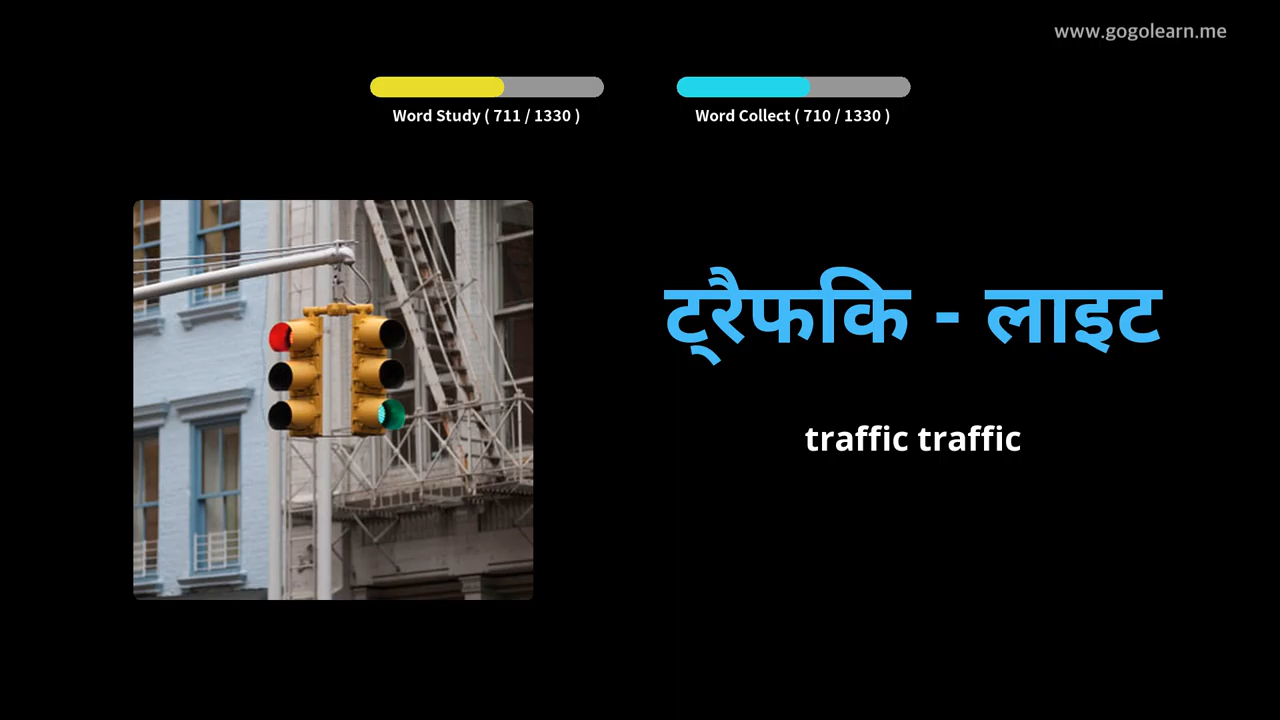 www.gogolearn.me
Word Study ( 711 / 1330 )
Word Collect ( 710 / 1330 )
ट्रैफकि - लाइट
traffic traffic